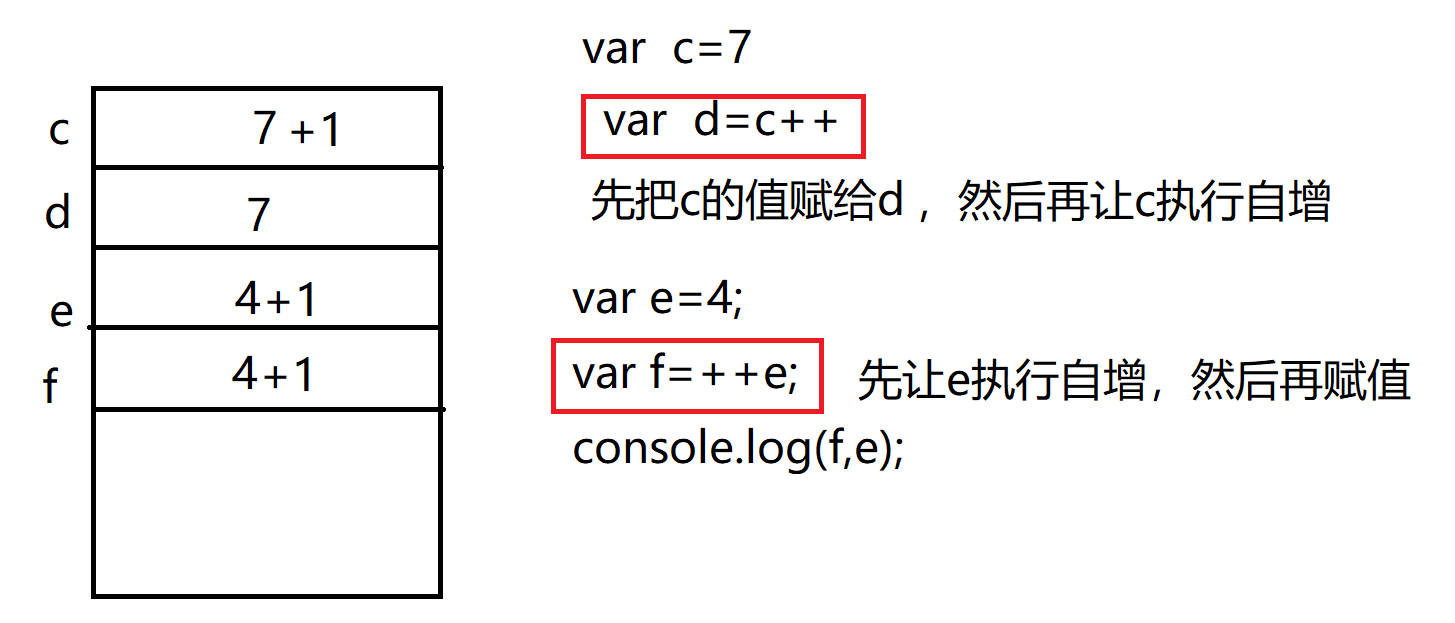 c 7+1
d 7
e 4+1
f 4+1
var c=7
var d=c++
先把c的值赋给d ，然后再让c执行自增
var e=4;
var f=++e; 先让e执行自增，然后再赋值
console.log(f,e);